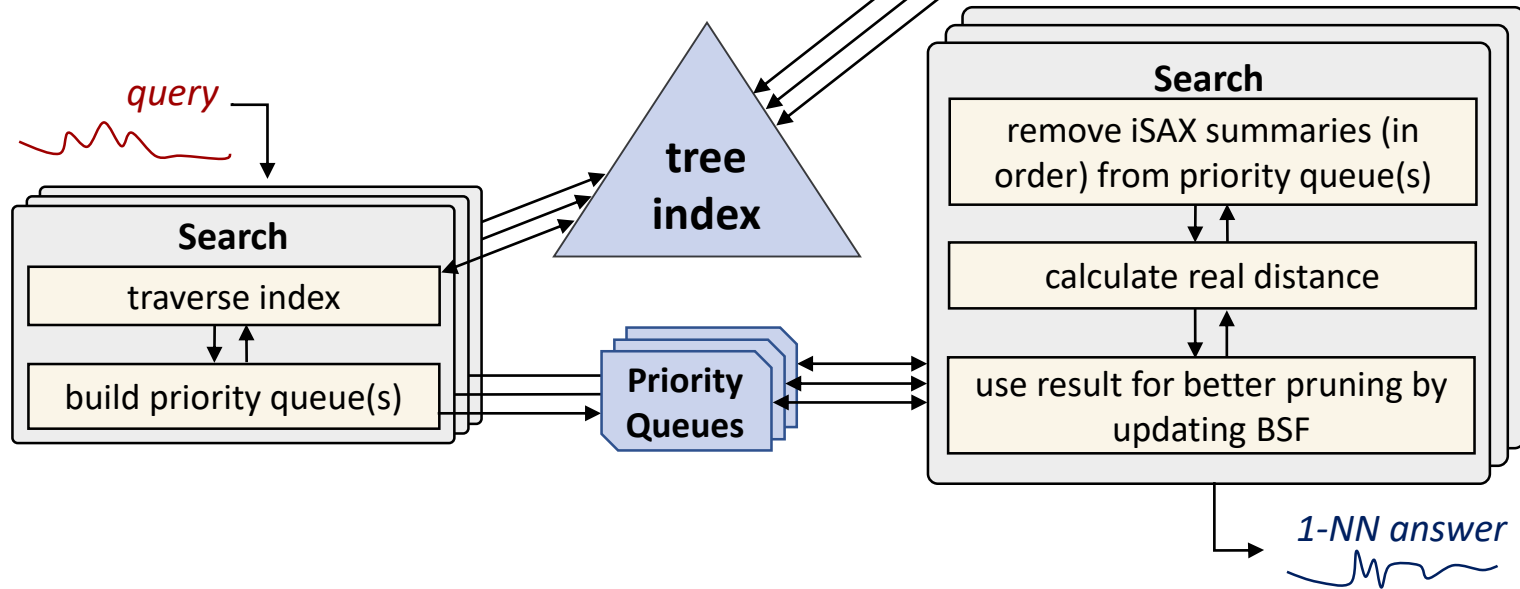 query
Search
traverse index
build priority queue(s)
tree
index
Priority
Queues
Search
remove iSAX summaries (in
order) from priority queue(s)
calculate real distance
use result for better pruning by
updating BSF
1-NN answer